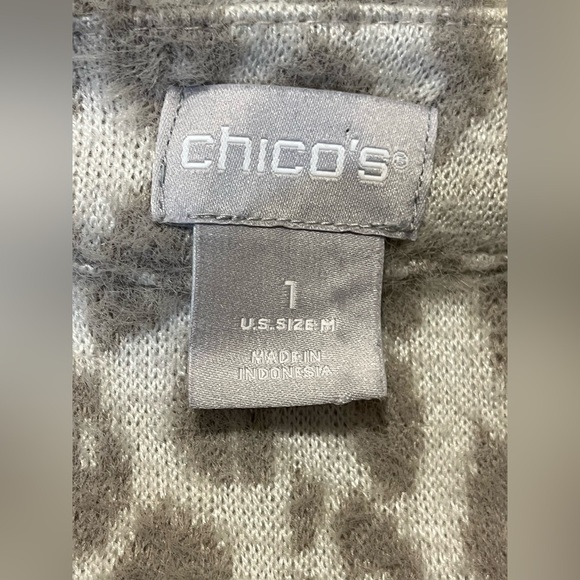 chico's®
1
U.S. SIZE: M
MADE IN
INDONESIA